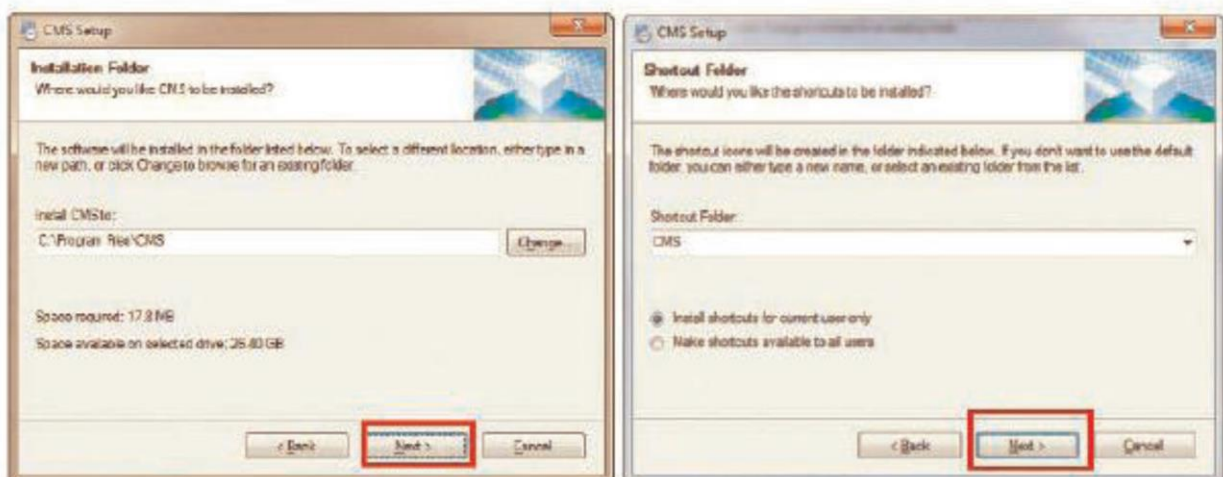 CMS Setup
Installation Folder
Where would you like CMS to be installed?
The software will be installed in the folder listed below. To select a different location, either type in a
new path, or click Change to browse for an existing folder.
Install CMS to:
C:\Program Files\CMS
Change...
Space required: 17.8 MB
Space available on selected drive: 26.40 GB
< Back
Next >
Cancel
CMS Setup
Shortcut Folder
Where would you like the shortcuts to be installed?
The shortcut icons will be created in the folder indicated below. If you don't want to use the default
folder, you can either type a new name, or select an existing folder from the list.
Shortcut Folder:
CMS
Install shortcuts for current user only
Make shortcuts available to all users
< Back
Next >
Cancel